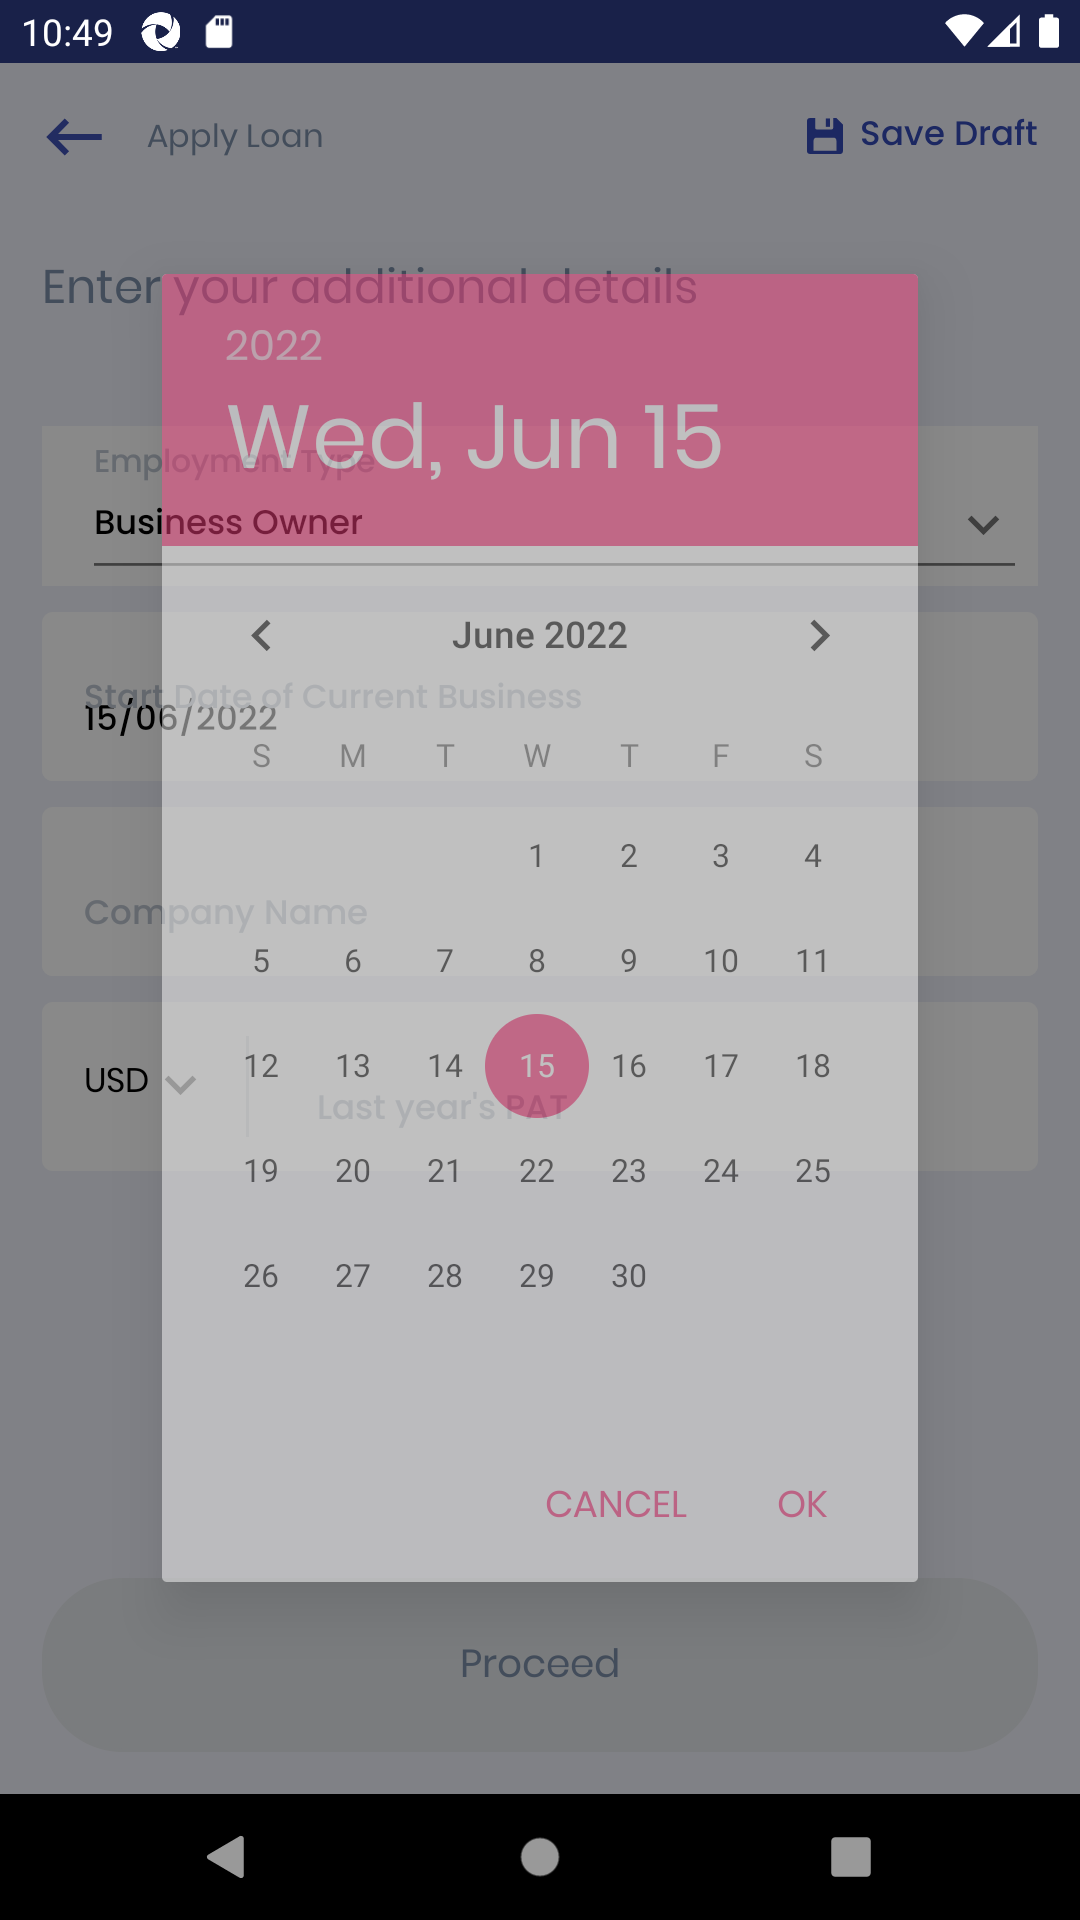 10:49
Apply Loan
Save Draft
Enter your additional details
2022
Wed, Jun 15
Employment Type
Business Owner
June 2022
Start Date of Current Business
15/06/2022
S M T W T F S
1 2 3 4
Company Name
5 6 7 8 9 10 11
12 13 14 15 16 17 18
USD
Last year's PAT
19 20 21 22 23 24 25
26 27 28 29 30
CANCEL OK
Proceed